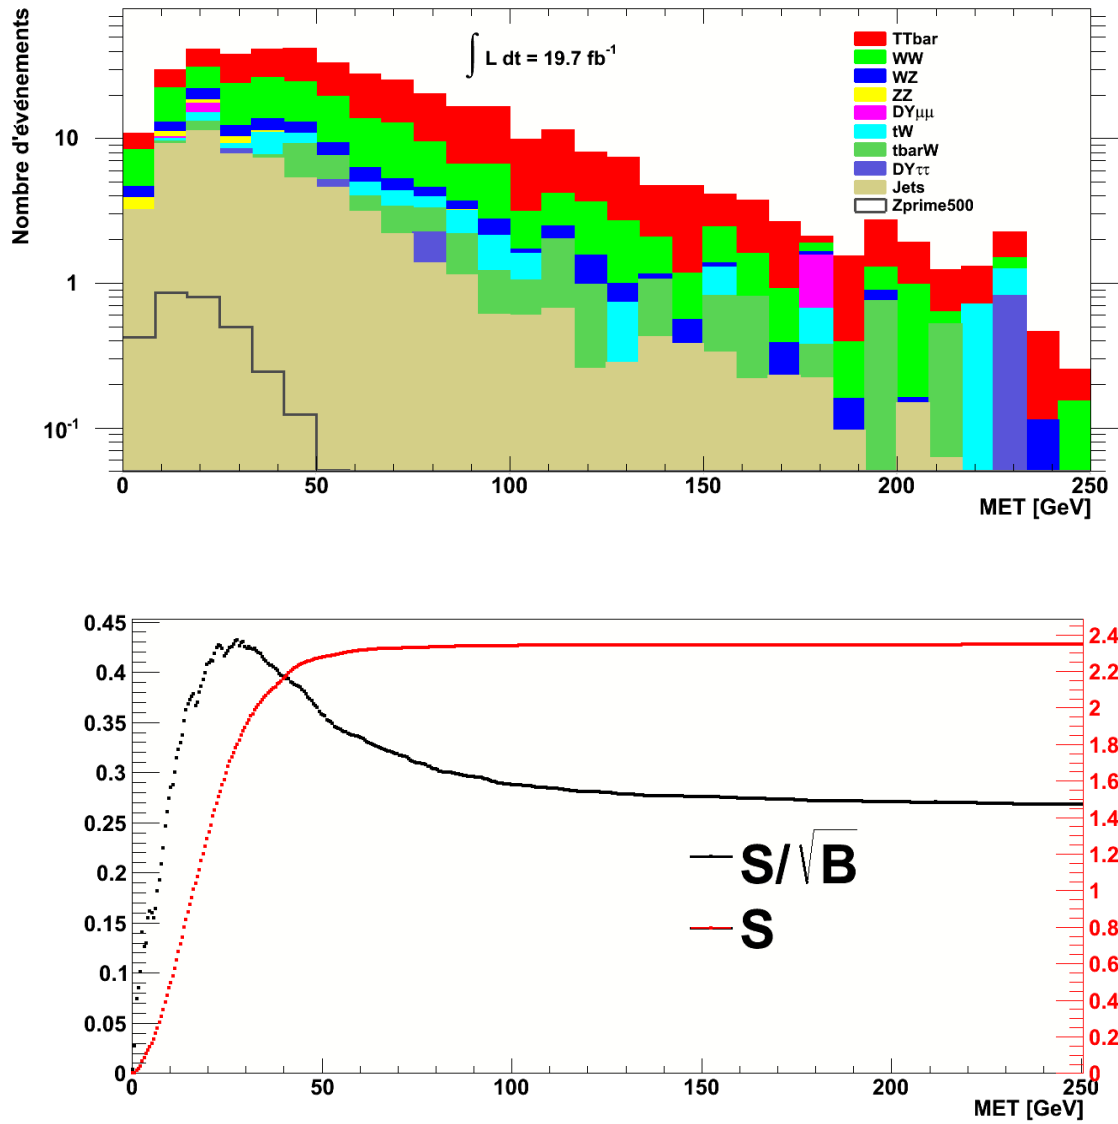 Nombre d'événements
10
1
10⁻¹
∫ L dt = 19.7 fb⁻¹
TTbar
WW
WZ
ZZ
DYμμ
tW
tbarW
DYττ
Jets
Zprime500
0 50 100 150 200 250
MET [GeV]
0.45
0.4
0.35
0.3
0.25
0.2
0.15
0.1
0.05
0
S/√B
S
2.4
2.2
2
1.8
1.6
1.4
1.2
1
0.8
0.6
0.4
0.2
0
0 50 100 150 200 250
MET [GeV]